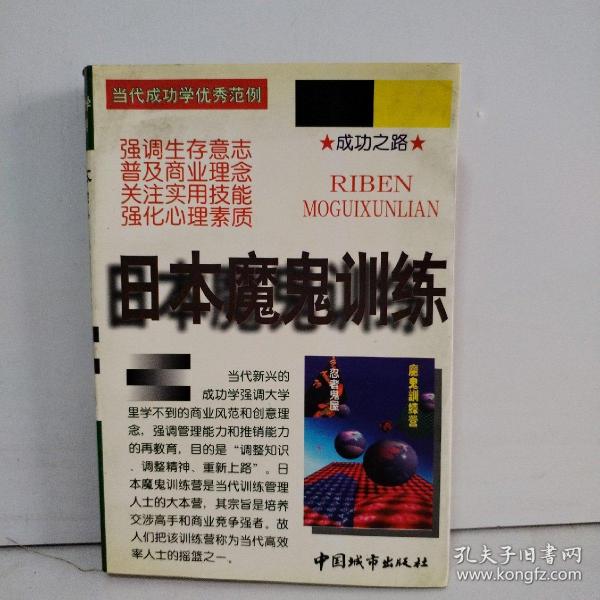 当代成功学优秀范例
★成功之路★
强调生存意志
普及商业理念
关注实用技能
强化心理素质
RIBEN
MOGUIXUNLIAN
日本魔鬼训练
当代新兴的
成功学强调大学
里学不到的商业风范和创意理
念，强调管理能力和推销能力
的再教育，目的是“调整知识
、调整精神、重新上路”。日
本魔鬼训练营是当代训练管理
人士的大本营，其宗旨是培养
交涉高手和商业竞争强者。故
人们把该训练营称为当代高效
率人士的摇篮之一。
忍者鬼屋
魔鬼訓練營
中国城市出版社
孔夫子旧书网
www.kongfz.com